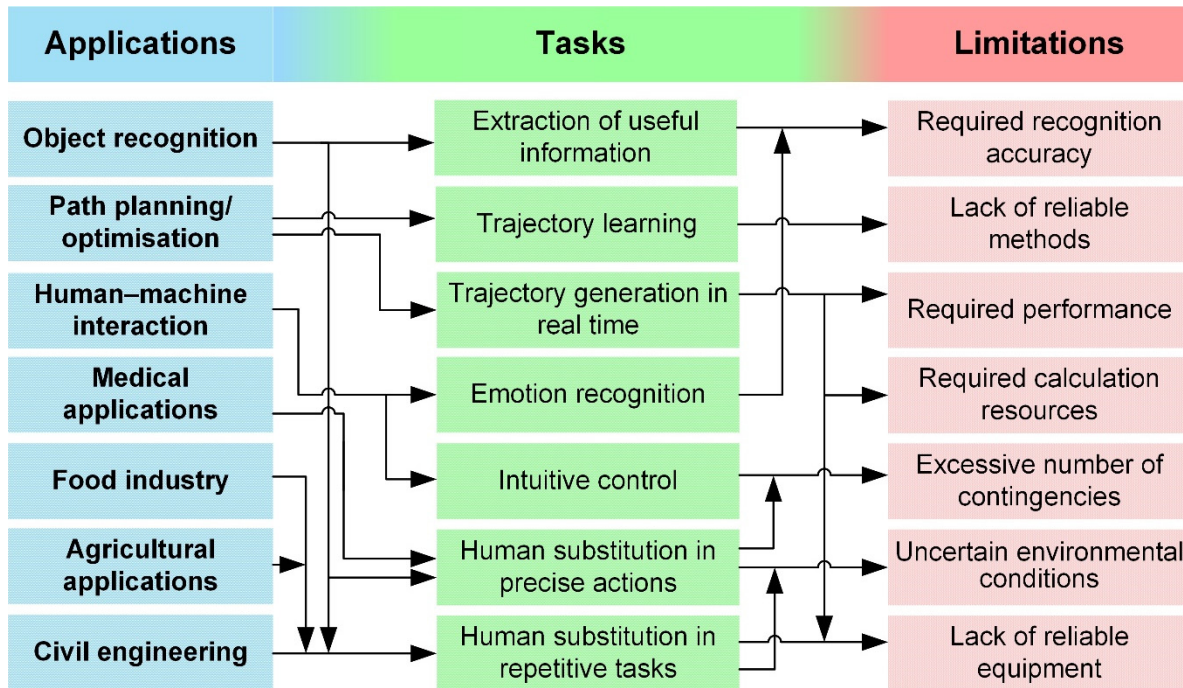 Applications
Tasks
Limitations
Object recognition
Extraction of useful
information
Required recognition
accuracy
Path planning/
optimisation
Trajectory learning
Lack of reliable
methods
Human–machine
interaction
Trajectory generation in
real time
Required performance
Medical
applications
Emotion recognition
Required calculation
resources
Food industry
Intuitive control
Excessive number of
contingencies
Agricultural
applications
Human substitution in
precise actions
Uncertain environmental
conditions
Civil engineering
Human substitution in
repetitive tasks
Lack of reliable
equipment